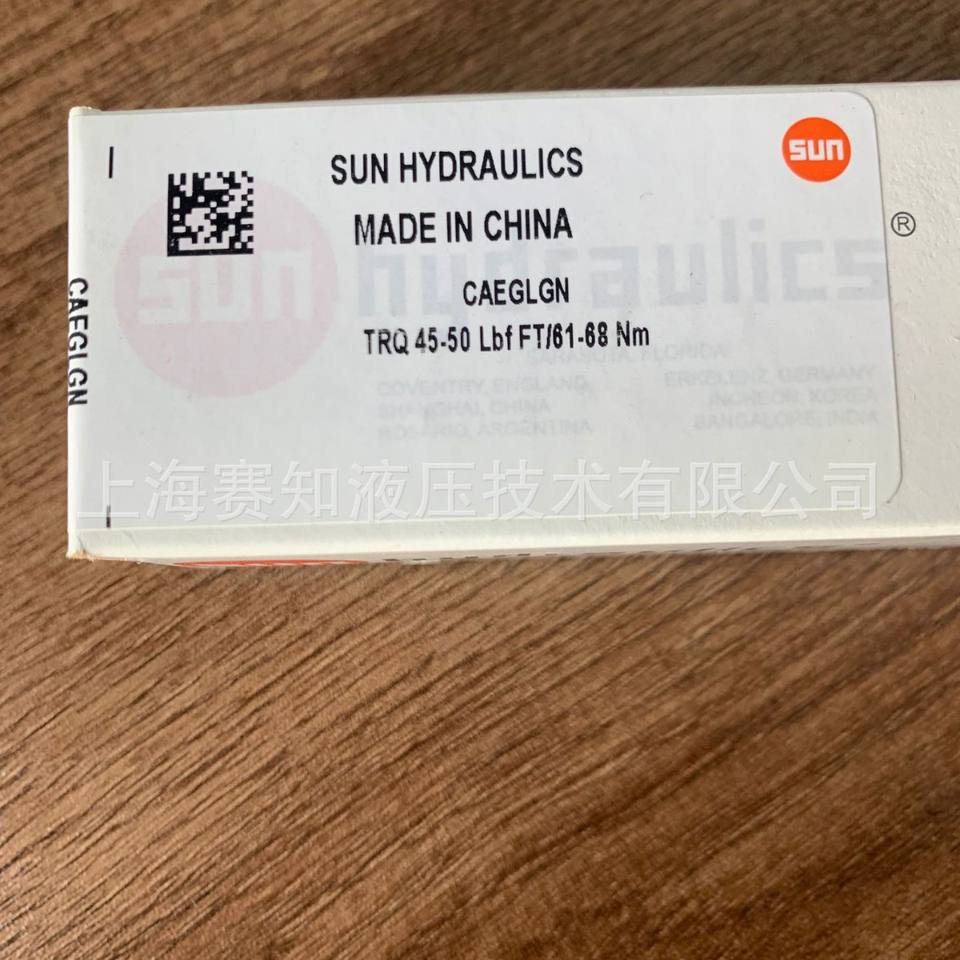 SUN HYDRAULICS
sun
MADE IN CHINA
®
sun hydraulics
CAEGLGN
CAEGLGN
TRQ 45-50 Lbf FT/61-68 Nm
SARASOTA, FLORIDA
COVENTRY, ENGLAND ERKELENZ, GERMANY
SHANGHAI, CHINA INCHEON, KOREA
ROSARIO, ARGENTINA BANGALORE, INDIA
上海赛知液压技术有限公司